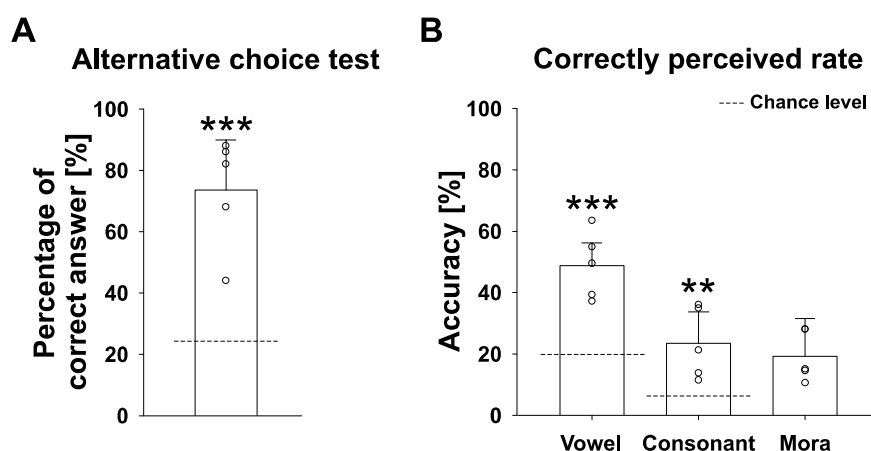 A
Alternative choice test
Percentage of
correct answer [%]
100
80
60
40
20
0
***
B
Correctly perceived rate
---- Chance level
Accuracy [%]
100
80
60
40
20
0
***
**
Vowel Consonant Mora